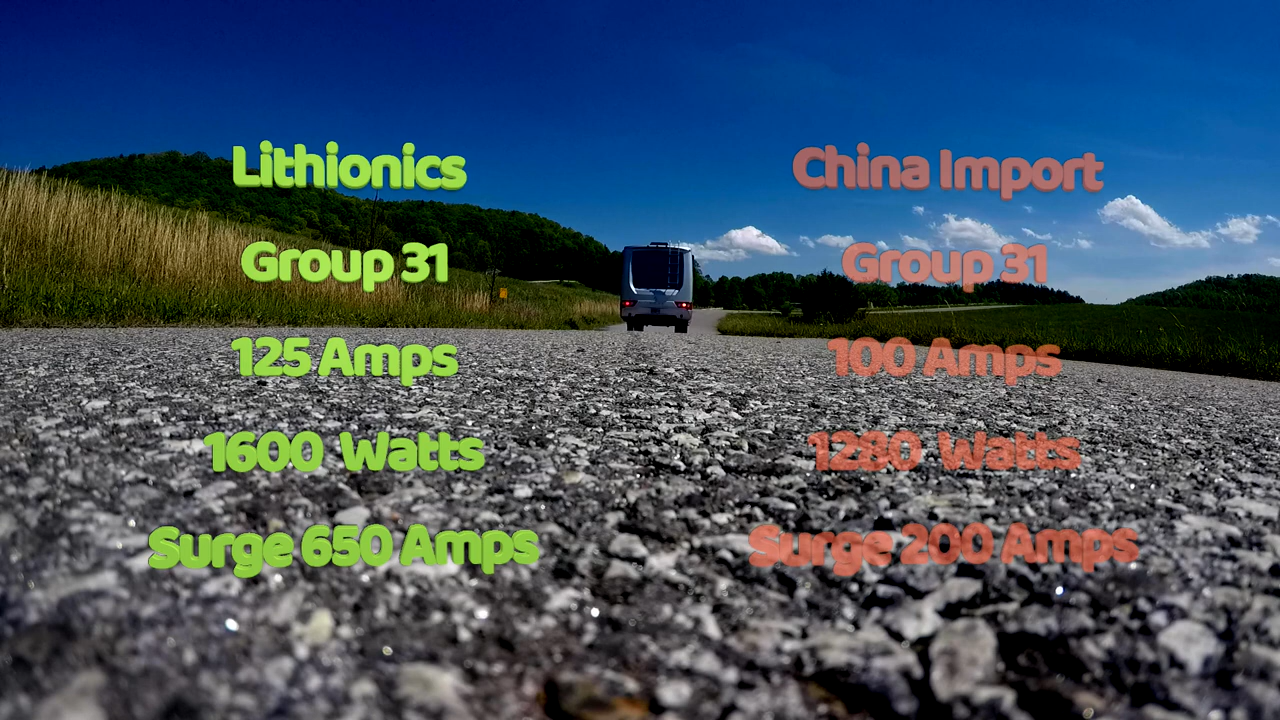 Lithionics
Group 31
125 Amps
1600 Watts
Surge 650 Amps
China Import
Group 31
100 Amps
1280 Watts
Surge 200 Amps